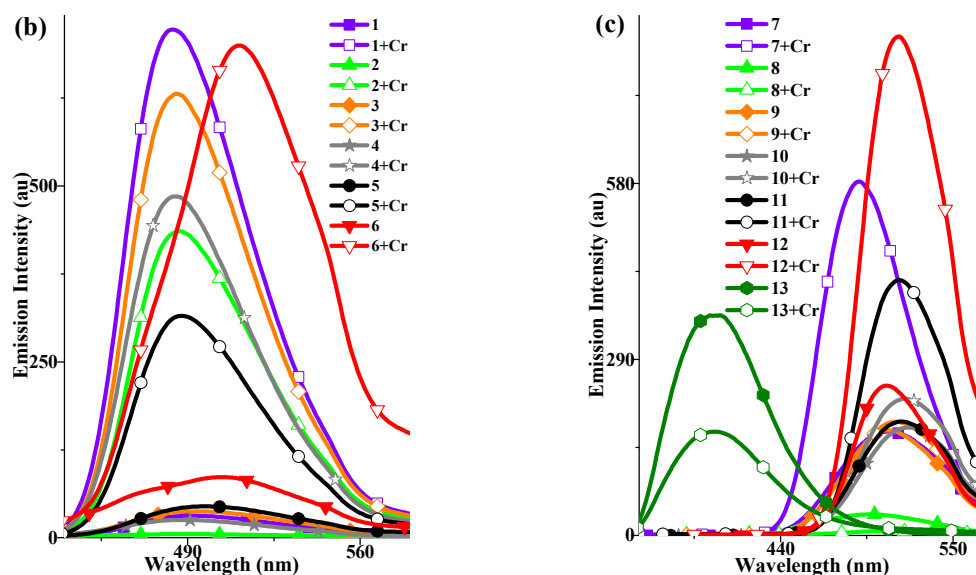 (b)
1
1+Cr
2
2+Cr
3
3+Cr
4
4+Cr
5
5+Cr
6
6+Cr
500
250
0
490
560
Emission Intensity (au)
Wavelength (nm)
(c)
7
7+Cr
8
8+Cr
9
9+Cr
10
10+Cr
11
11+Cr
12
12+Cr
13
13+Cr
580
290
0
440
550
Emission Intensity (au)
Wavelength (nm)